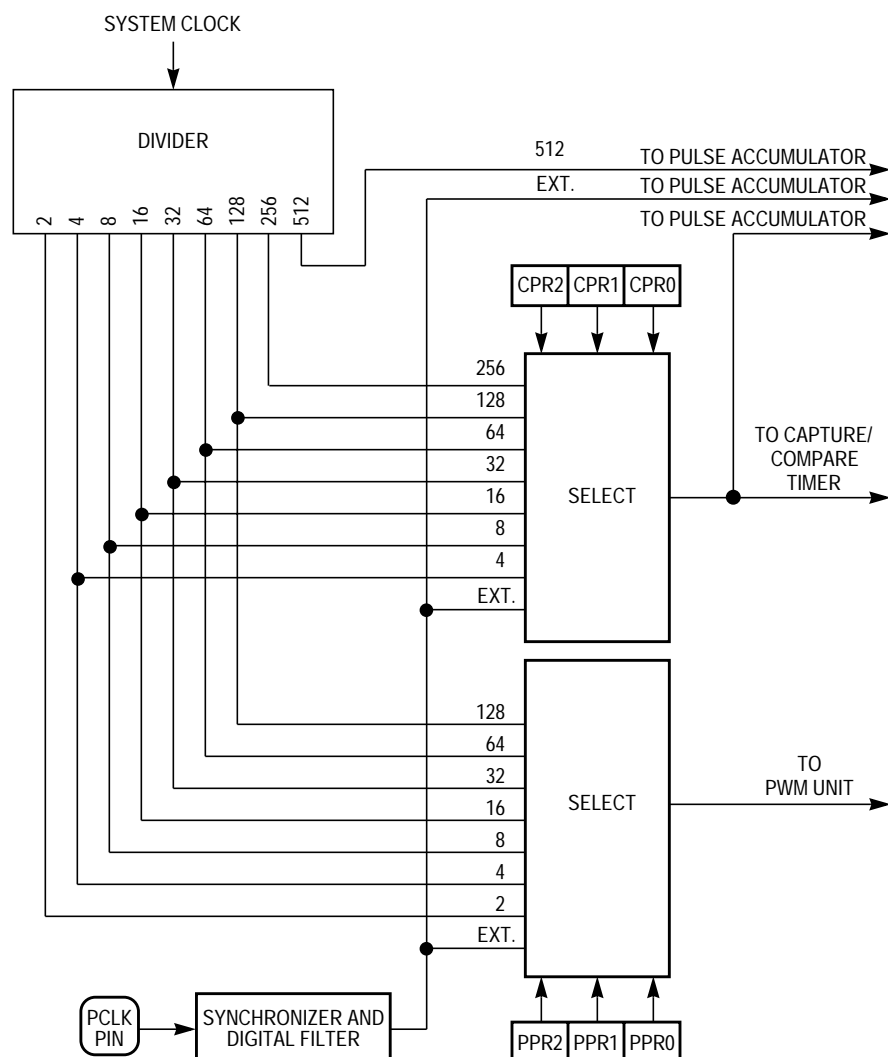 SYSTEM CLOCK
DIVIDER
2
4
8
16
32
64
128
256
512
512
TO PULSE ACCUMULATOR
EXT.
TO PULSE ACCUMULATOR
TO PULSE ACCUMULATOR
CPR2
CPR1
CPR0
256
128
64
32
16
8
4
EXT.
SELECT
TO CAPTURE/
COMPARE
TIMER
128
64
32
16
8
4
2
EXT.
SELECT
TO
PWM UNIT
PCLK
PIN
SYNCHRONIZER AND
DIGITAL FILTER
PPR2
PPR1
PPR0